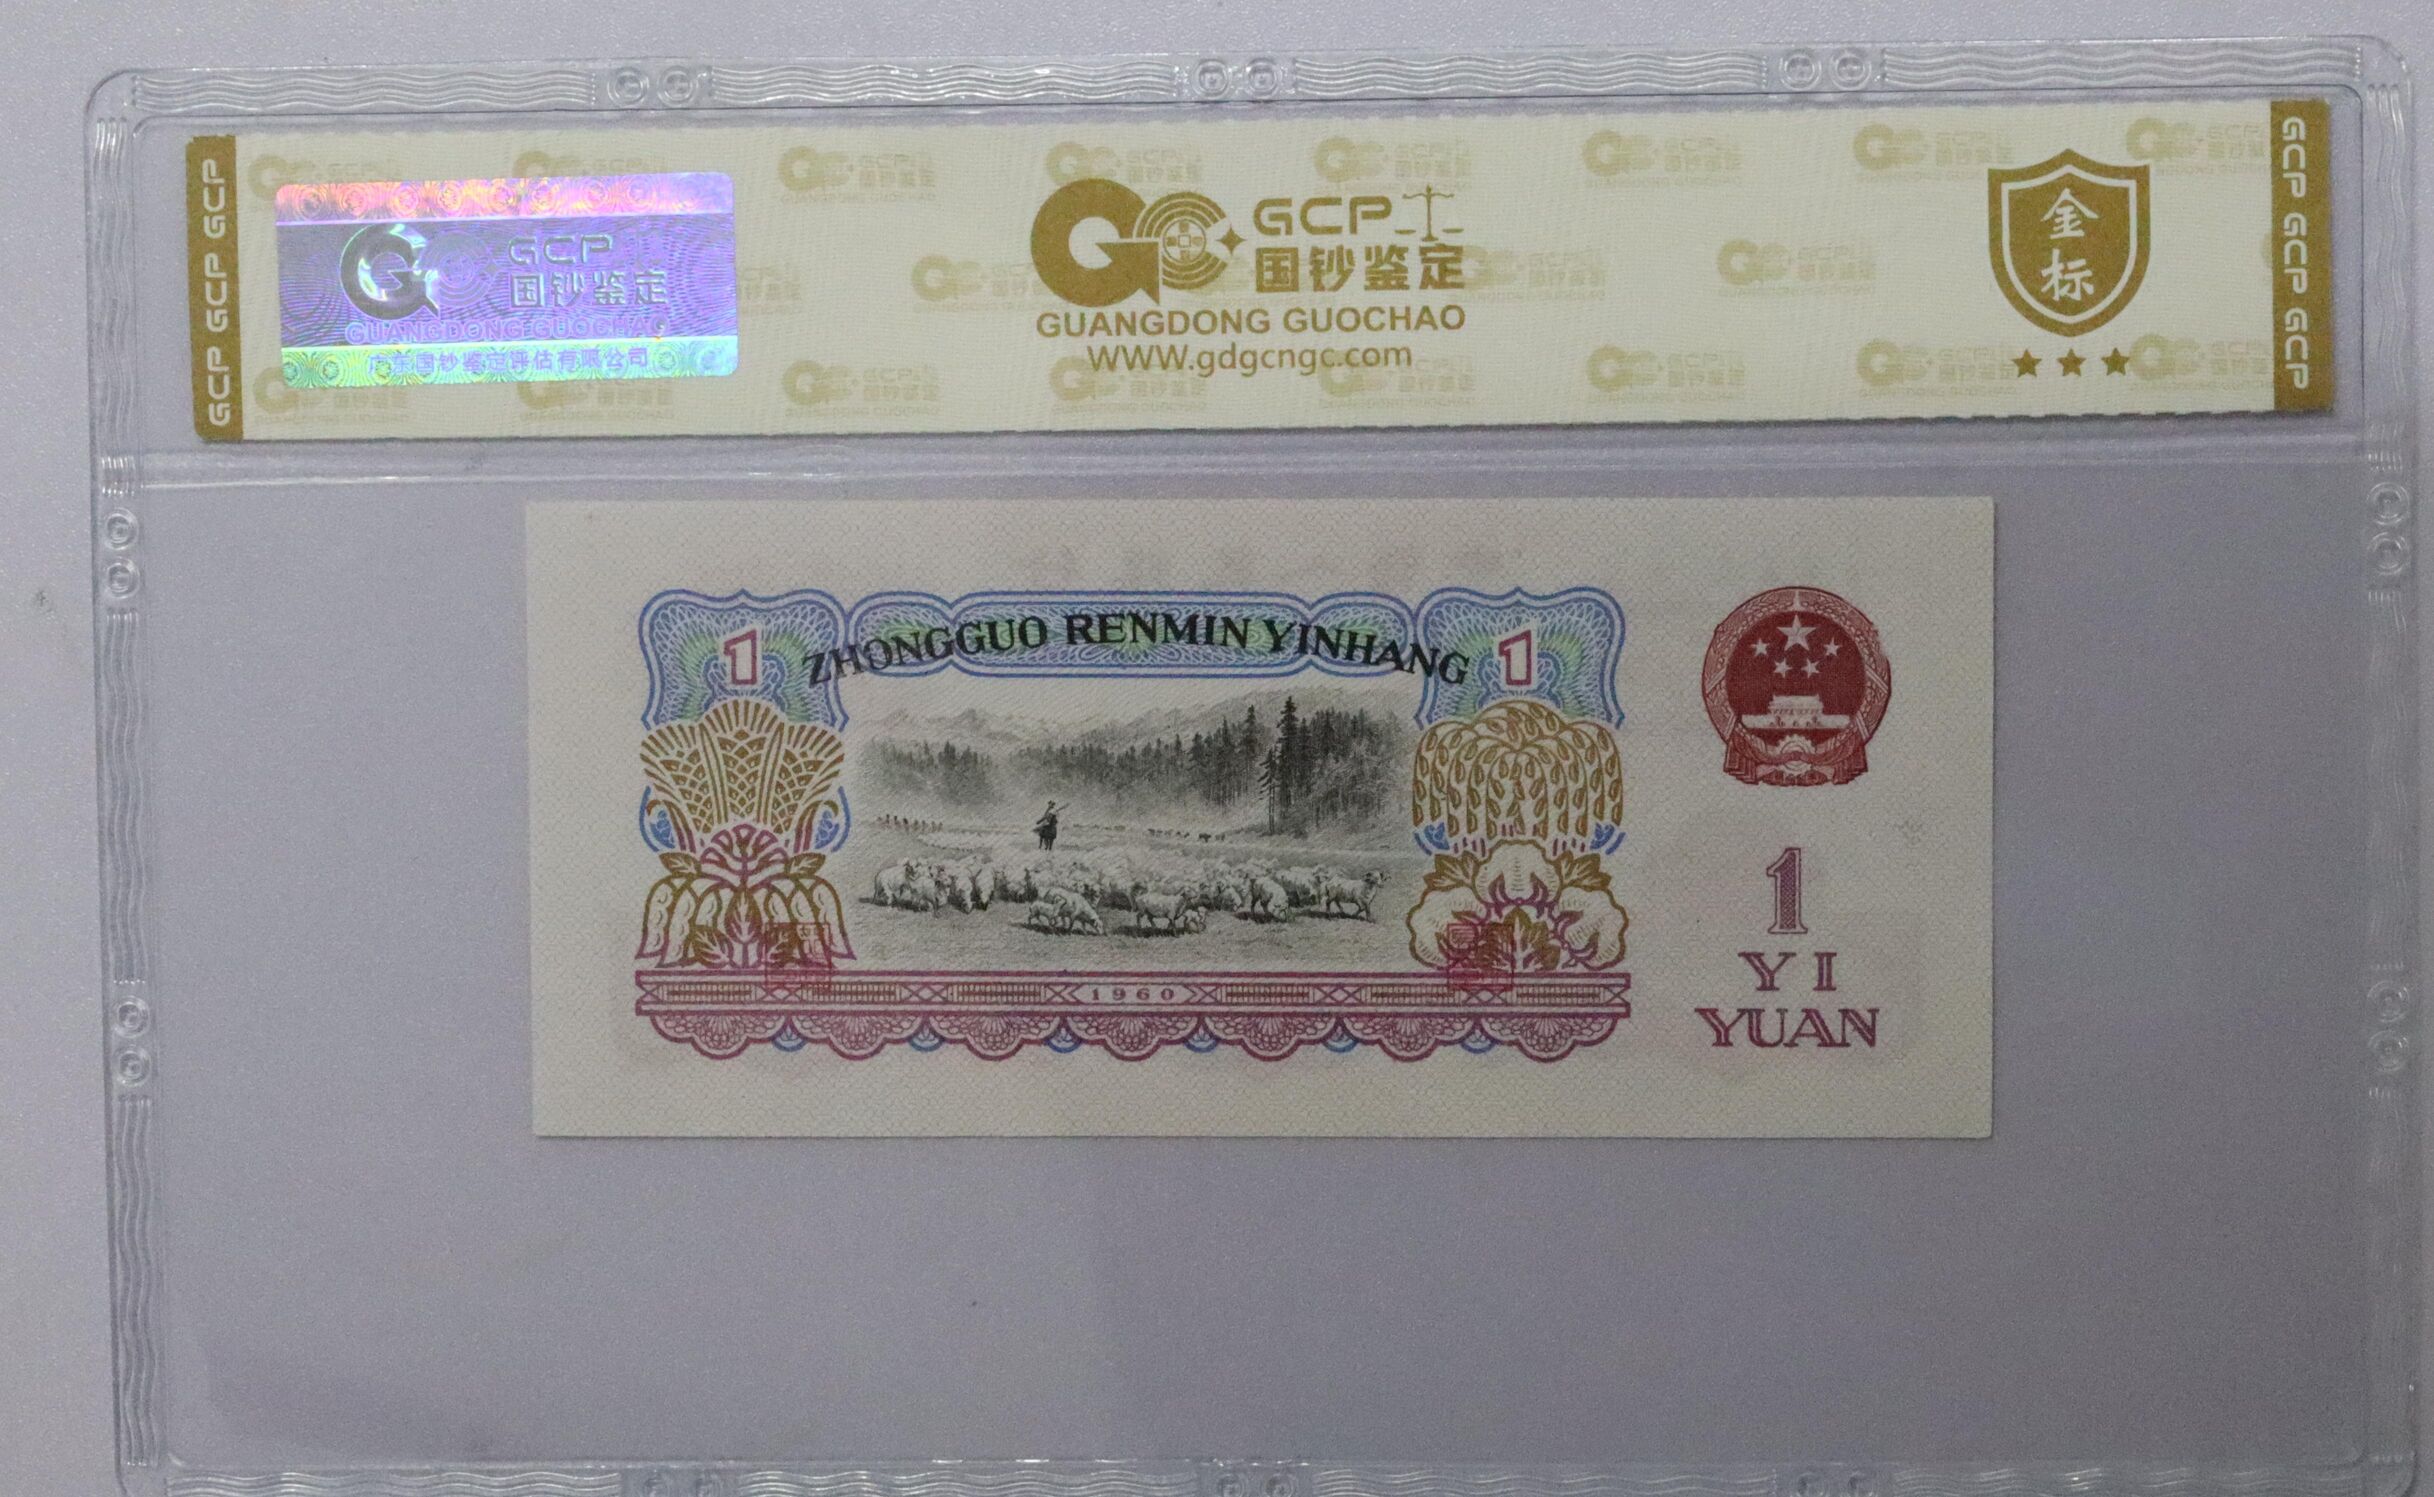 GCP GCP GCP
GCP
国钞鉴定
GUANGDONG GUOCHAO
广东国钞鉴定评估有限公司
GCP
国钞鉴定
GUANGDONG GUOCHAO
WWW.gdgcngc.com
金
标
GCP GCP GCP
ZHONGGUO RENMIN YINHANG
1
1
1960
1
YI
YUAN